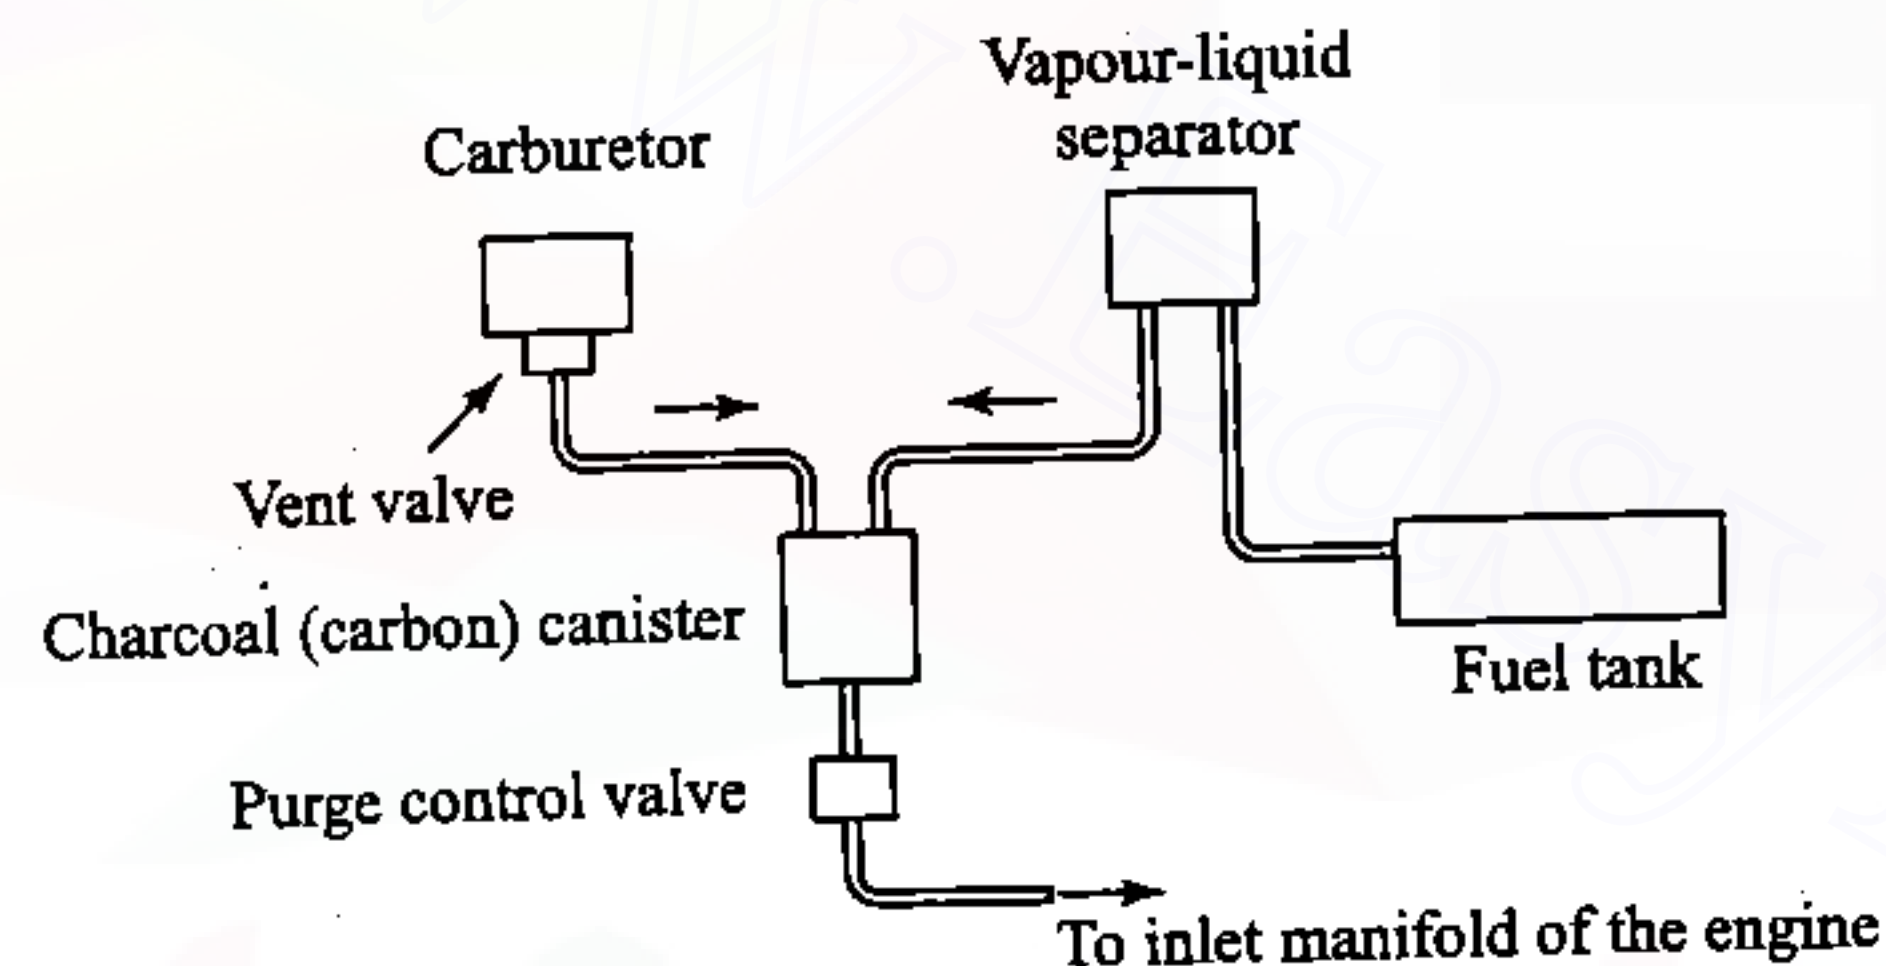 Vapour-liquid
separator
Carburetor
Vent valve
Charcoal (carbon) canister
Fuel tank
Purge control valve
To inlet manifold of the engine